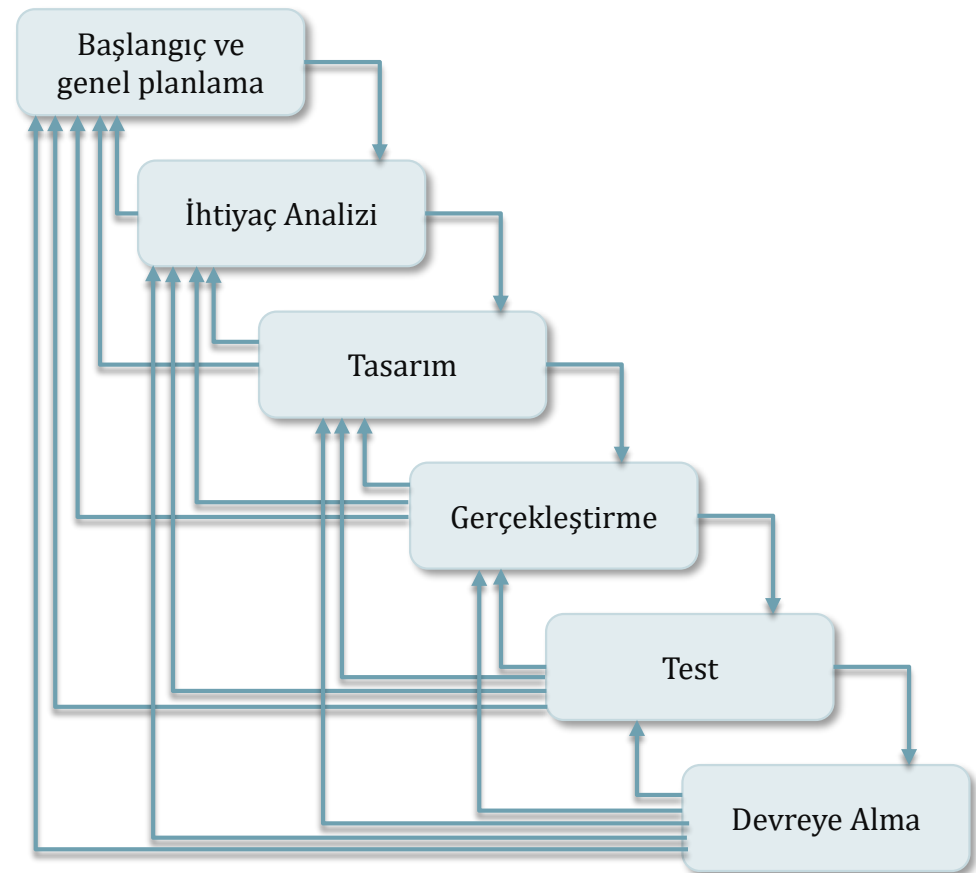 Başlangıç ve
genel planlama
İhtiyaç Analizi
Tasarım
Gerçekleştirme
Test
Devreye Alma